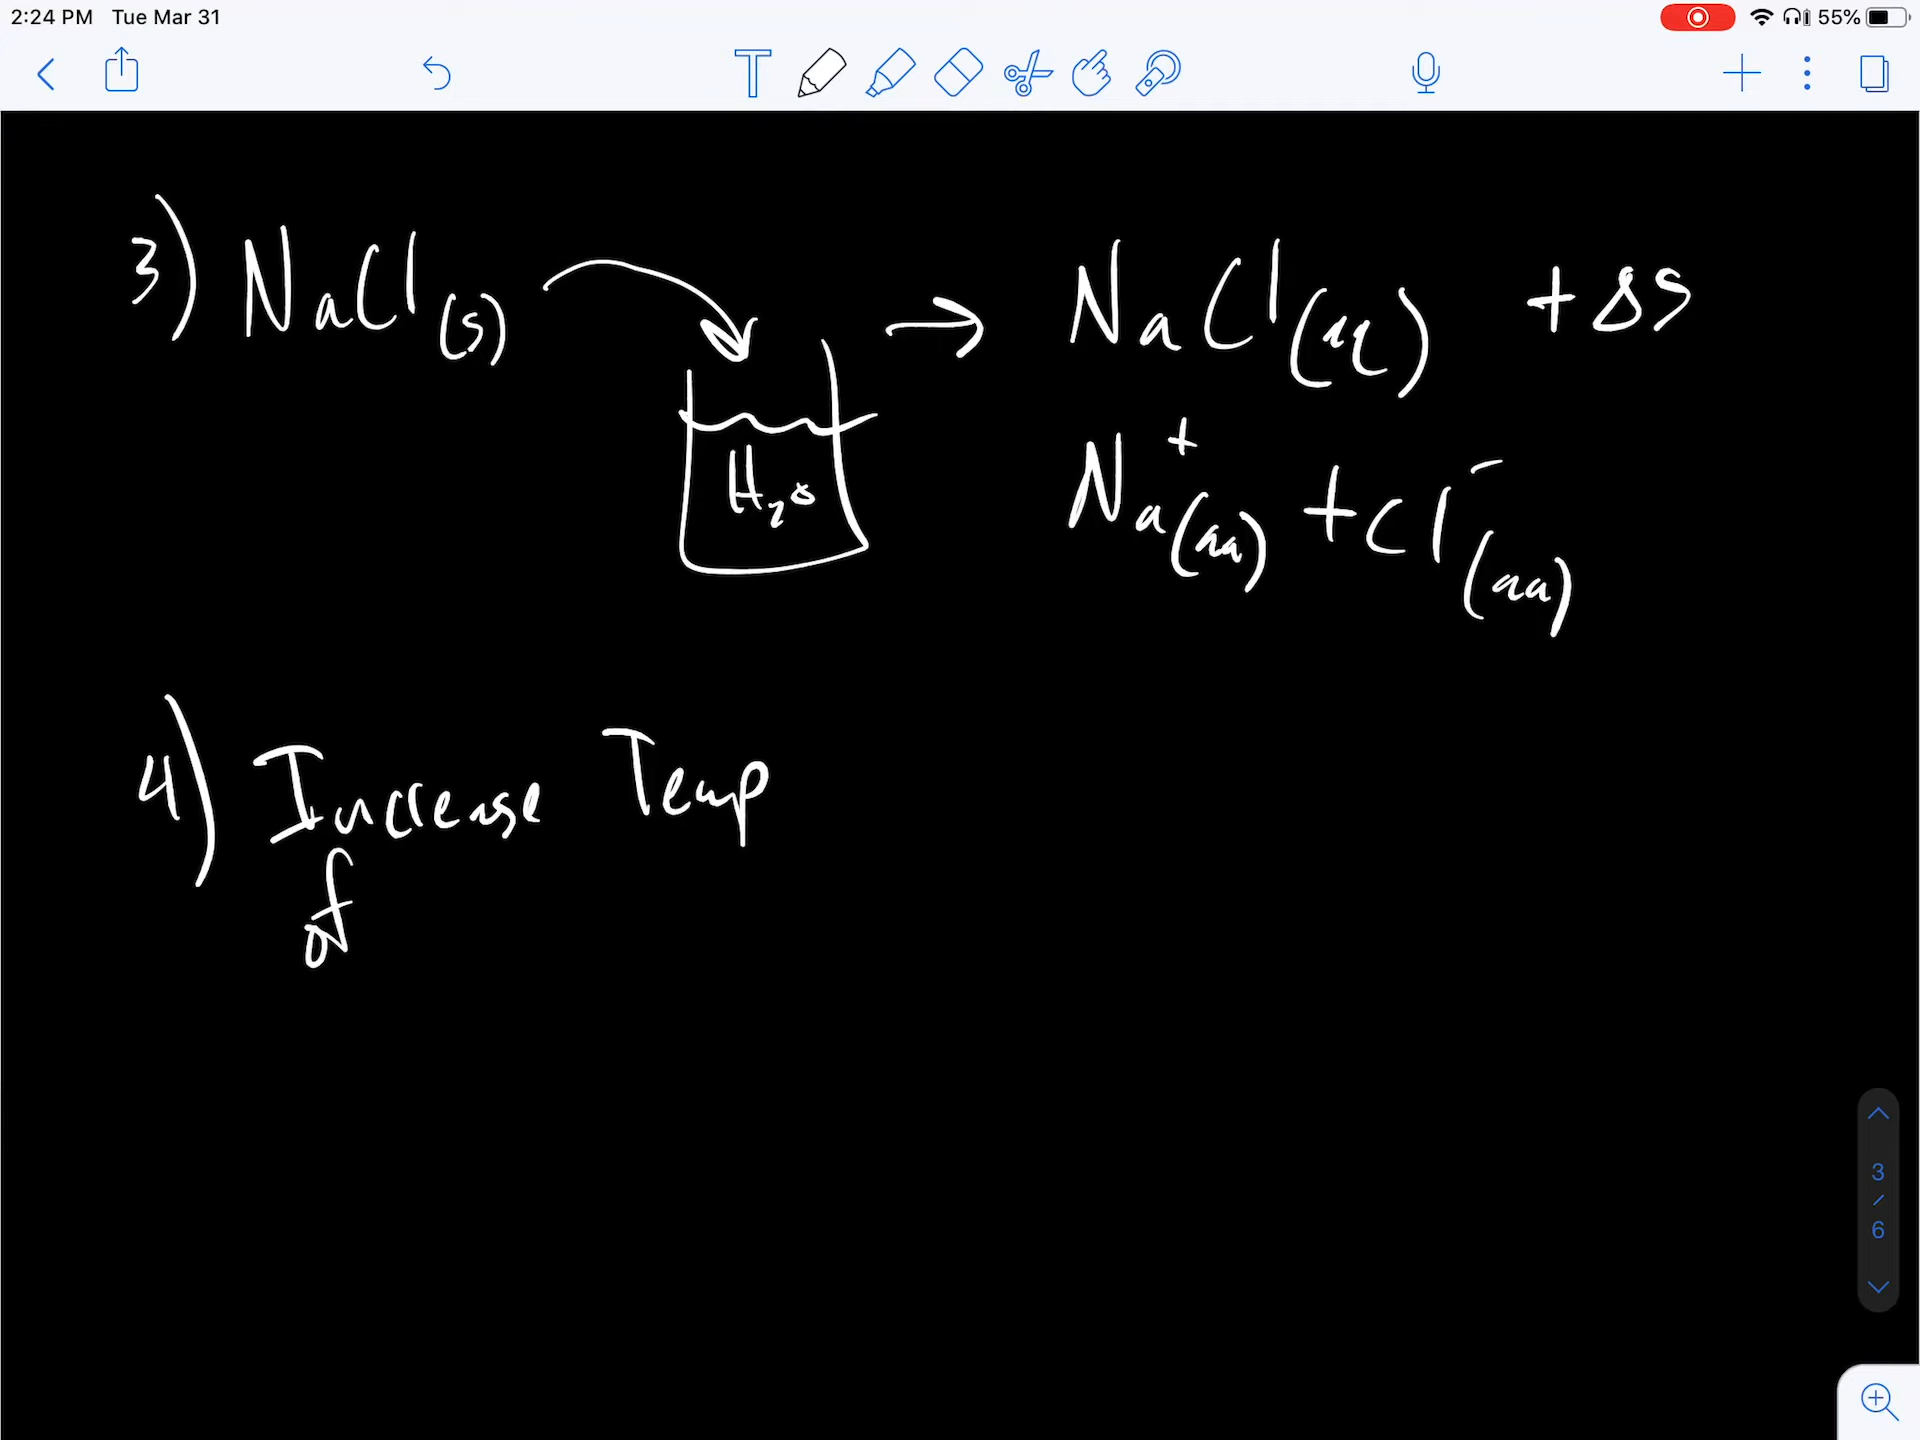 2:24 PM Tue Mar 31 55%
3) NaCl(s) → NaCl(aq) + ΔS
H₂O
Na⁺(aq) + Cl⁻(aq)
4) Increase Temp
of
3
/
6